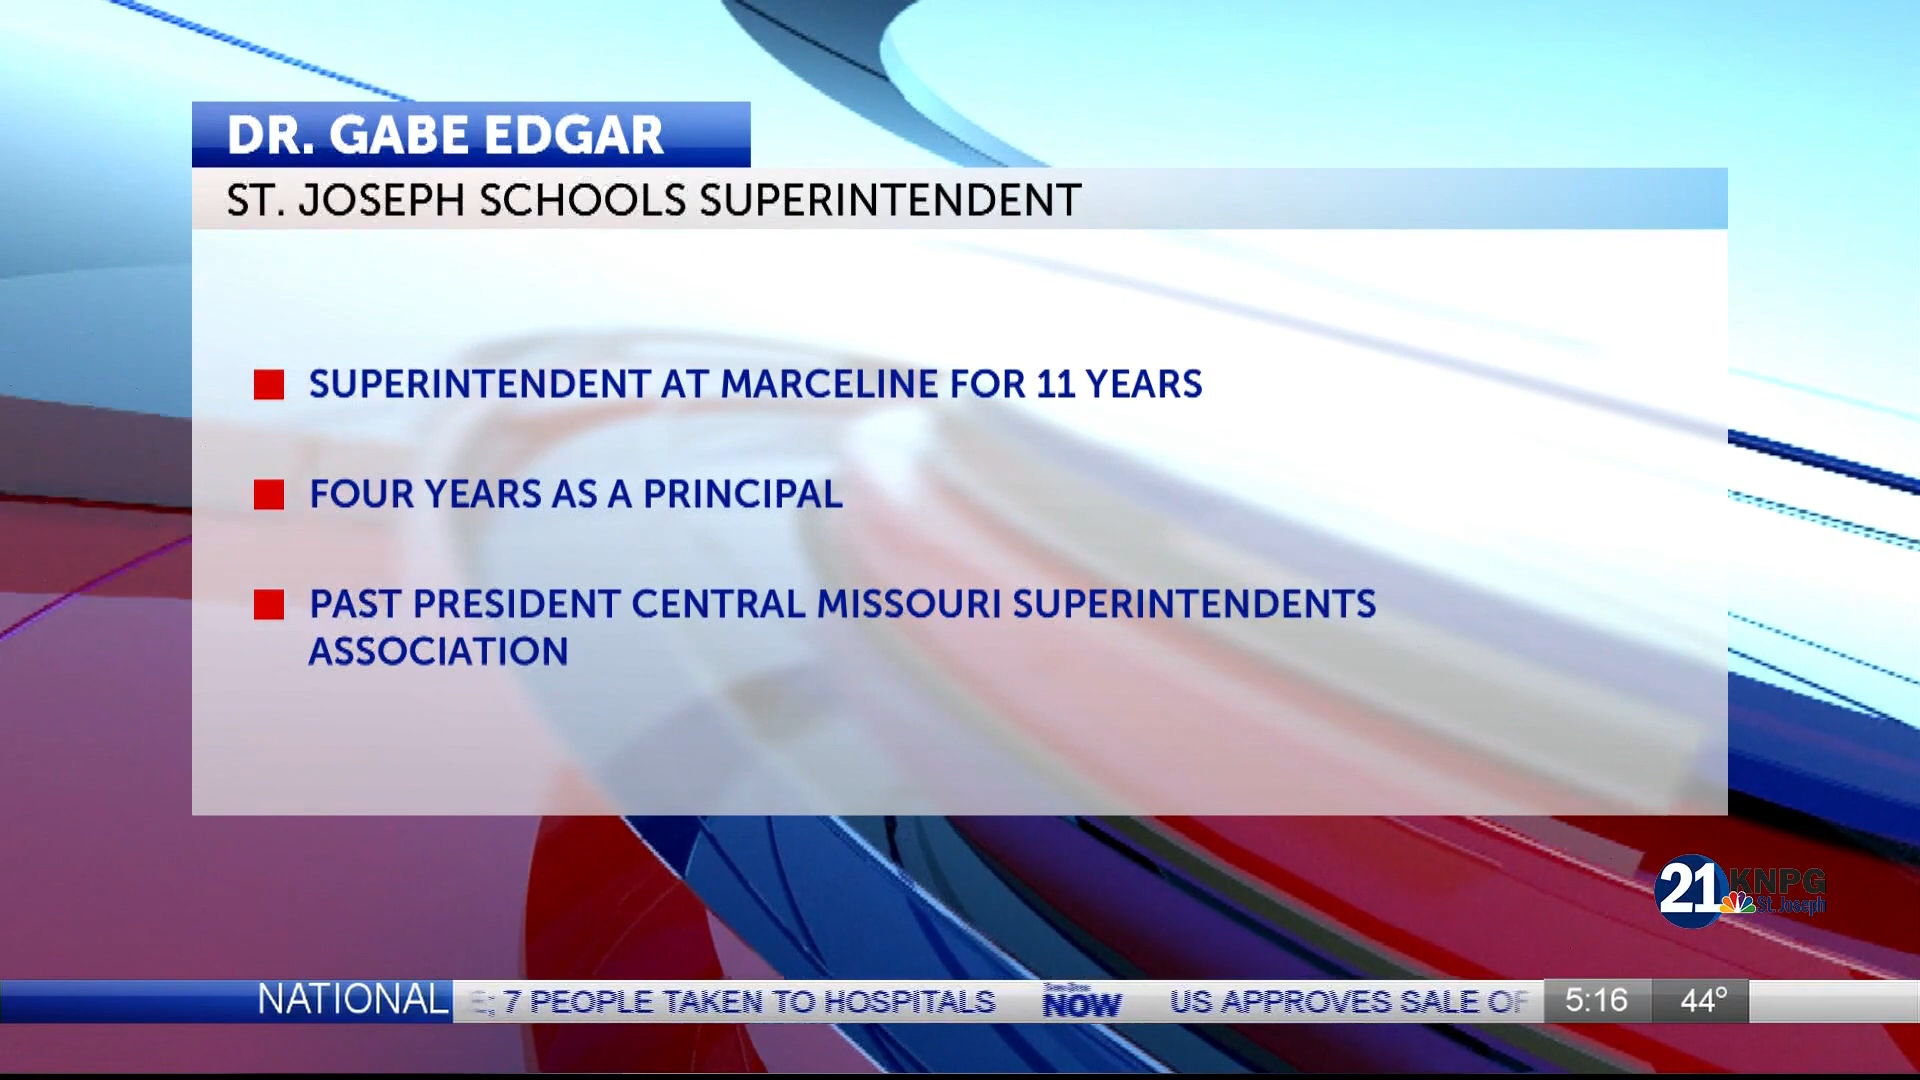 DR. GABE EDGAR
ST. JOSEPH SCHOOLS SUPERINTENDENT
SUPERINTENDENT AT MARCELINE FOR 11 YEARS
FOUR YEARS AS A PRINCIPAL
PAST PRESIDENT CENTRAL MISSOURI SUPERINTENDENTS
ASSOCIATION
21 KNPG
St. Joseph
NATIONAL E; 7 PEOPLE TAKEN TO HOSPITALS NOW US APPROVES SALE OF 5:16 44°